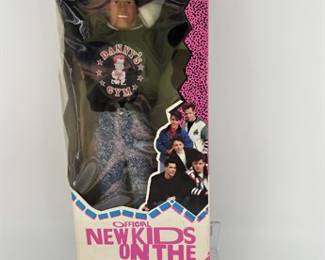 DANNY'S
GYM
OFFICIAL
NEW KIDS
ON THE